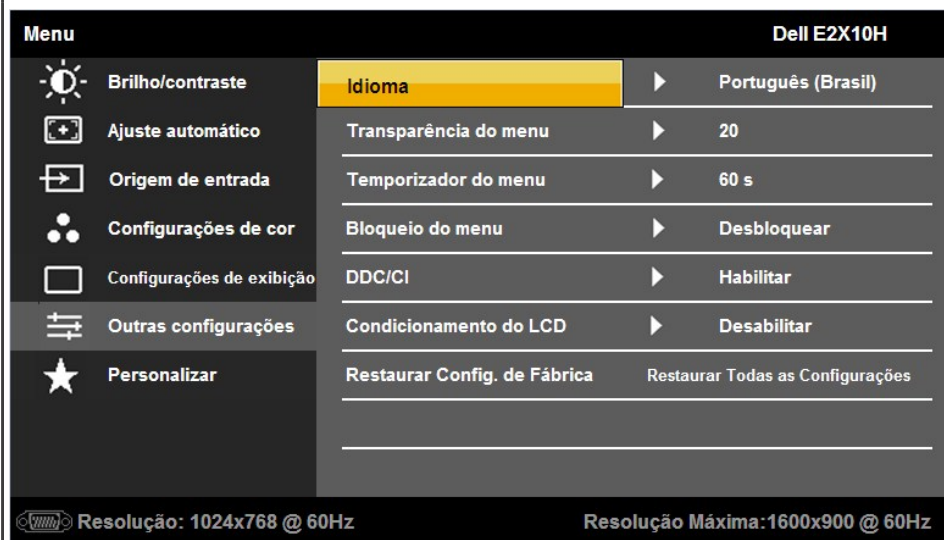 Menu Dell E2X10H
Brilho/contraste Idioma Português (Brasil)
Ajuste automático Transparência do menu 20
Origem de entrada Temporizador do menu 60 s
Configurações de cor Bloqueio do menu Desbloquear
Configurações de exibição DDC/CI Habilitar
Outras configurações Condicionamento do LCD Desabilitar
Personalizar Restaurar Config. de Fábrica Restaurar Todas as Configurações
Resolução: 1024x768 @ 60Hz Resolução Máxima:1600x900 @ 60Hz